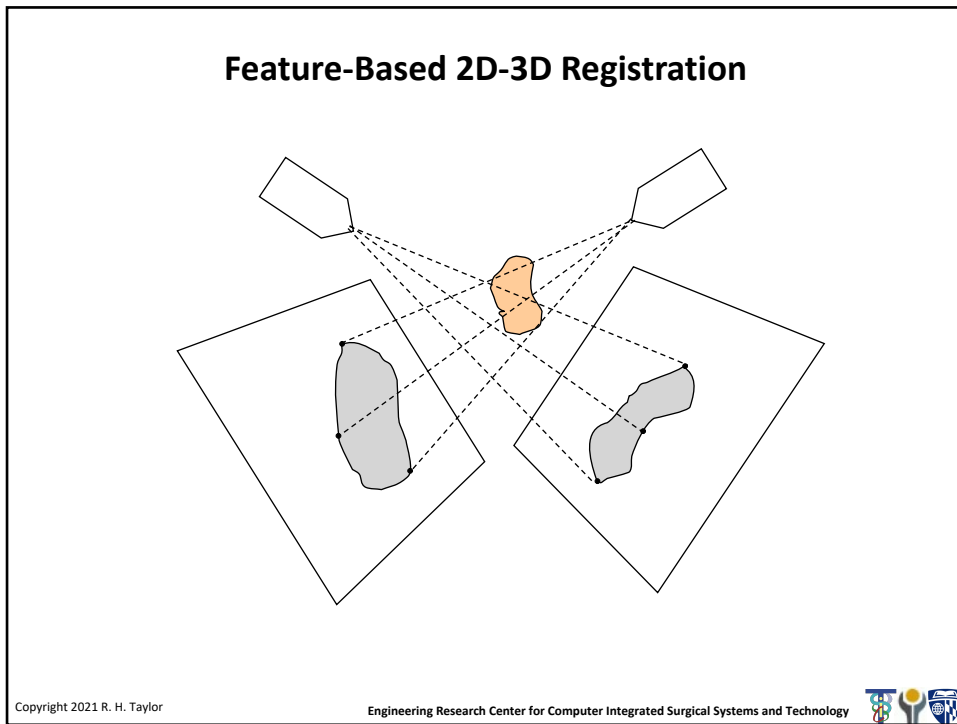 Feature-Based 2D-3D Registration
Copyright 2021 R. H. Taylor
Engineering Research Center for Computer Integrated Surgical Systems and Technology